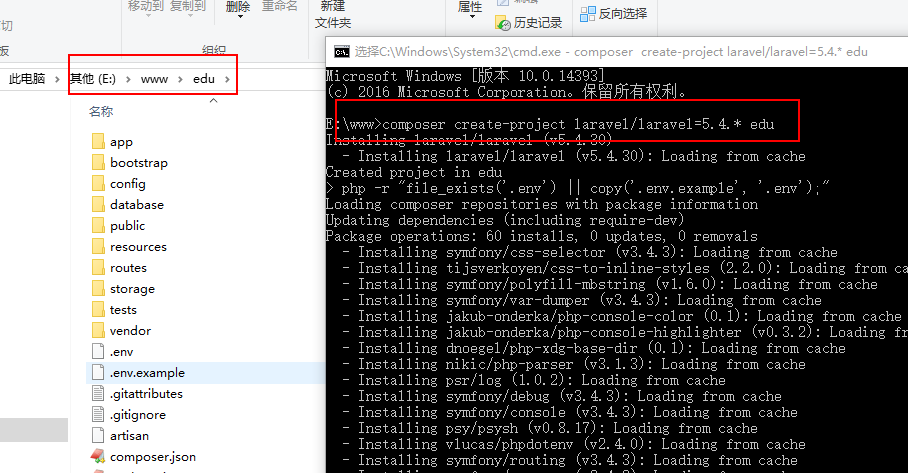 移动到 复制到
删除 重命名
新建
文件夹
属性
历史记录
反向选择
切
板
组织
此电脑 > 其他 (E:) > www > edu >
名称
app
bootstrap
config
database
public
resources
routes
storage
tests
vendor
.env
.env.example
.gitattributes
.gitignore
artisan
composer.json
选择C:\Windows\System32\cmd.exe - composer create-project laravel/laravel=5.4.* edu
Microsoft Windows [版本 10.0.14393]
(c) 2016 Microsoft Corporation。保留所有权利。
E:\www>composer create-project laravel/laravel=5.4.* edu
Installing laravel/laravel (v5.4.30)
- Installing laravel/laravel (v5.4.30): Loading from cache
Created project in edu
> php -r "file_exists('.env') || copy('.env.example', '.env');"
Loading composer repositories with package information
Updating dependencies (including require-dev)
Package operations: 60 installs, 0 updates, 0 removals
- Installing symfony/css-selector (v3.4.3): Loading from cache
- Installing tijsverkoyen/css-to-inline-styles (2.2.0): Loading from ca
- Installing symfony/polyfill-mbstring (v1.6.0): Loading from cache
- Installing symfony/var-dumper (v3.4.3): Loading from cache
- Installing jakub-onderka/php-console-color (0.1): Loading from cache
- Installing jakub-onderka/php-console-highlighter (v0.3.2): Loading from
- Installing dnoegel/php-xdg-base-dir (0.1): Loading from cache
- Installing nikic/php-parser (v3.1.3): Loading from cache
- Installing psr/log (1.0.2): Loading from cache
- Installing symfony/debug (v3.4.3): Loading from cache
- Installing symfony/console (v3.4.3): Loading from cache
- Installing psy/psysh (v0.8.17): Loading from cache
- Installing vlucas/phpdotenv (v2.4.0): Loading from cache
- Installing symfony/routing (v3.4.3): Loading from cache